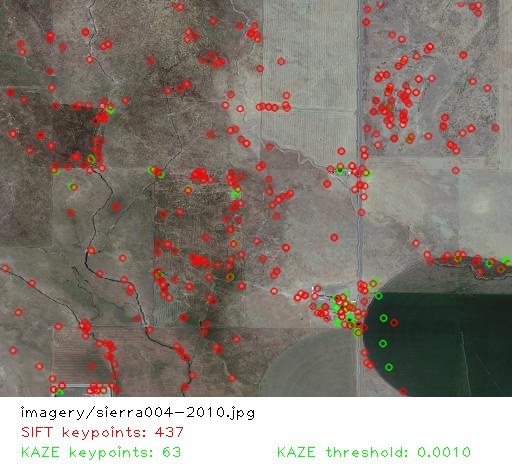 imagery/sierra004-2010.jpg
SIFT keypoints: 437
KAZE keypoints: 63 KAZE threshold: 0.0010